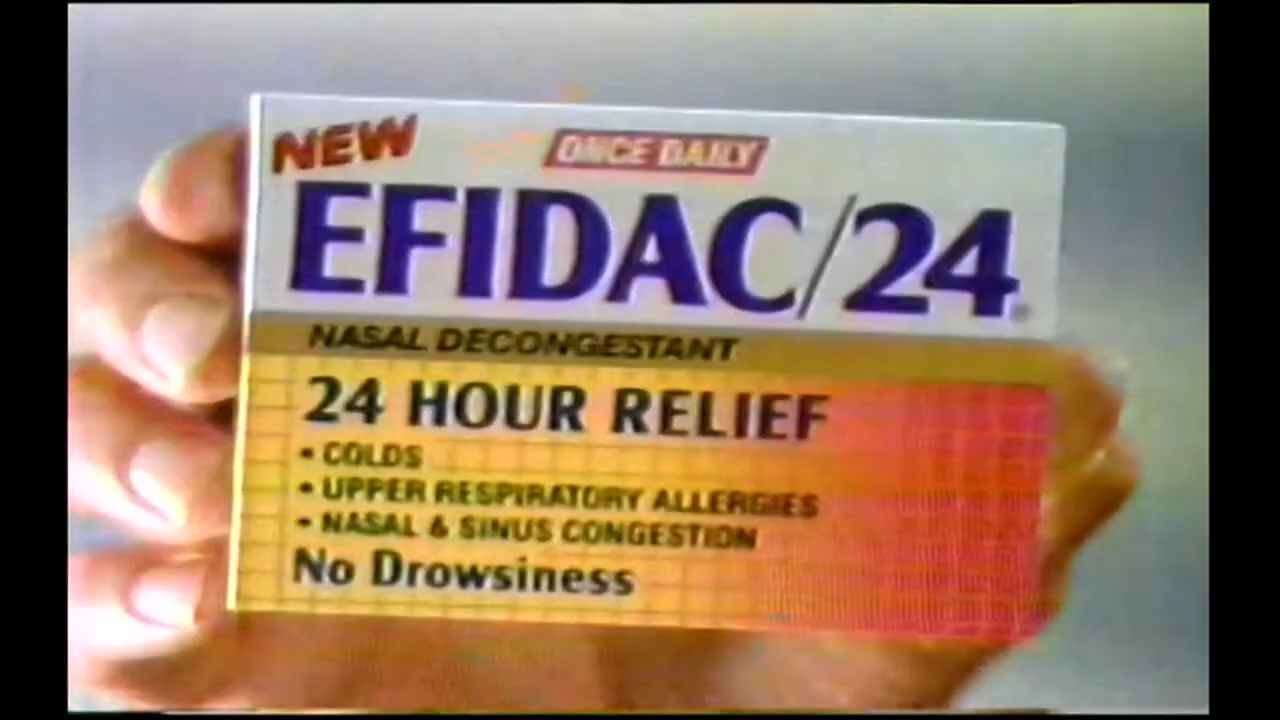 NEW
ONCE DAILY
EFIDAC/24
NASAL DECONGESTANT
24 HOUR RELIEF
• COLDS
• UPPER RESPIRATORY ALLERGIES
• NASAL & SINUS CONGESTION
No Drowsiness